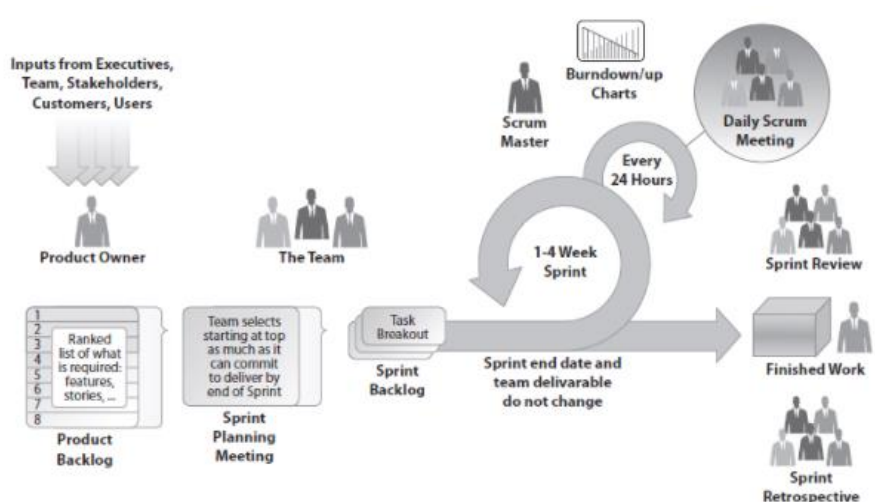 Inputs from Executives,
Team, Stakeholders,
Customers, Users
Product Owner
The Team
Scrum
Master
Burndown/up
Charts
Daily Scrum
Meeting
Every
24 Hours
1-4 Week
Sprint
Sprint Review
1
2
3
4
5
6
7
8
Ranked
list of what
is required:
features,
stories, ...
Product
Backlog
Team selects
starting at top
as much as it
can commit
to deliver by
end of Sprint
Sprint
Planning
Meeting
Task
Breakout
Sprint
Backlog
Sprint end date and
team delivarable
do not change
Finished Work
Sprint
Retrospective